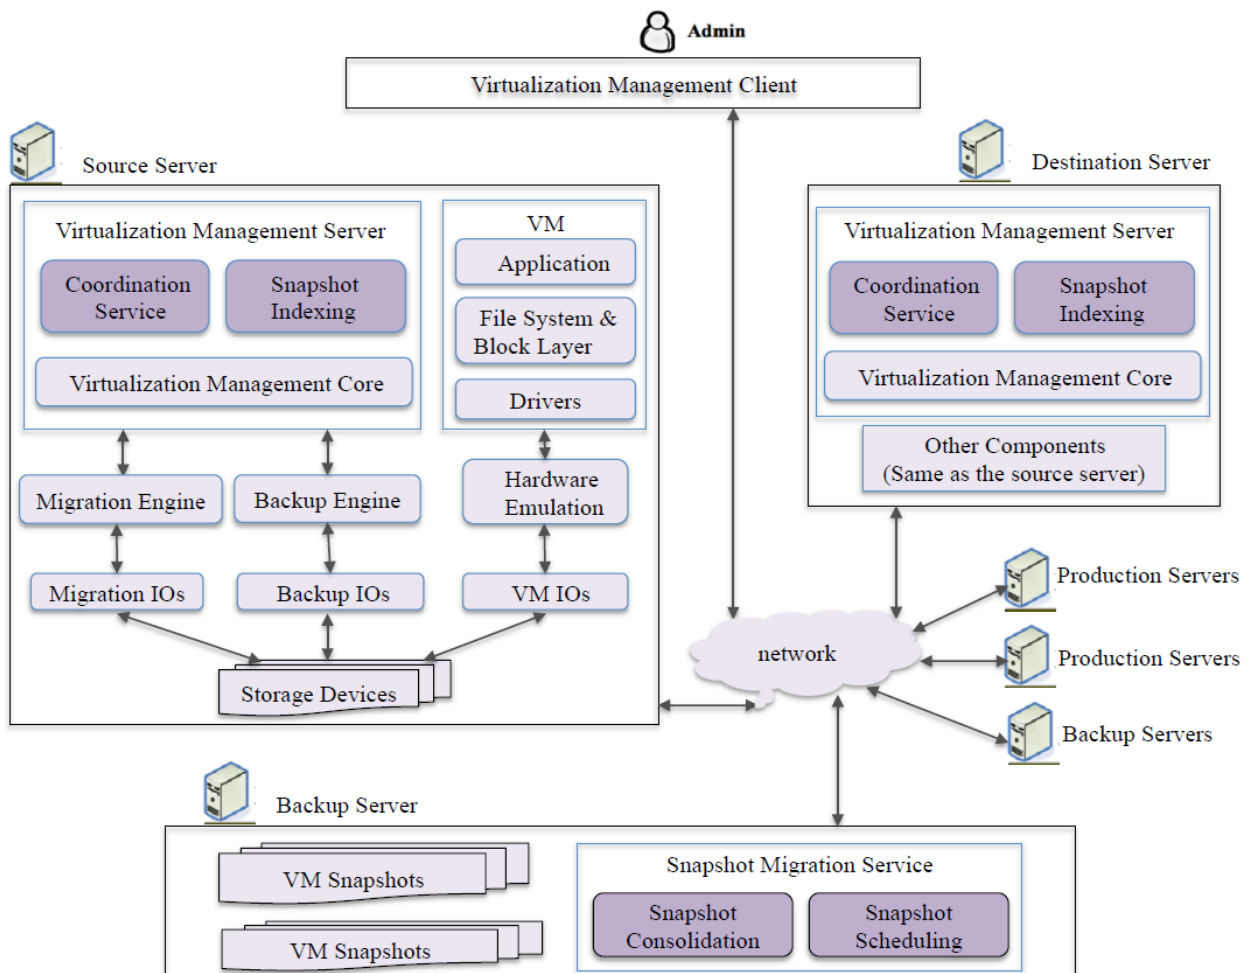 Admin
Virtualization Management Client
Source Server
Virtualization Management Server
Coordination
Service
Snapshot
Indexing
Virtualization Management Core
VM
Application
File System &
Block Layer
Drivers
Migration Engine
Backup Engine
Hardware
Emulation
Migration IOs
Backup IOs
VM IOs
Storage Devices
Destination Server
Virtualization Management Server
Coordination
Service
Snapshot
Indexing
Virtualization Management Core
Other Components
(Same as the source server)
network
Production Servers
Production Servers
Backup Servers
Backup Server
VM Snapshots
VM Snapshots
Snapshot Migration Service
Snapshot
Consolidation
Snapshot
Scheduling